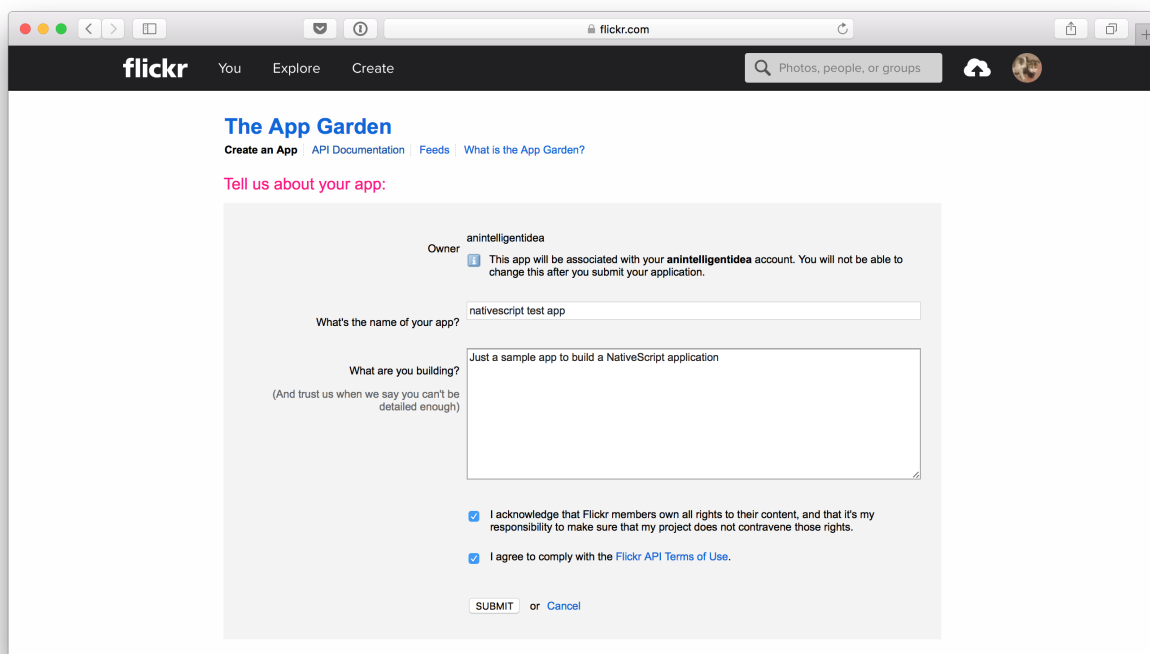 flickr.com
flickr You Explore Create Photos, people, or groups
The App Garden
Create an App API Documentation Feeds What is the App Garden?
Tell us about your app:
Owner
anintelligentidea
This app will be associated with your anintelligentidea account. You will not be able to
change this after you submit your application.
What's the name of your app?
nativescript test app
What are you building?
(And trust us when we say you can't be
detailed enough)
Just a sample app to build a NativeScript application
I acknowledge that Flickr members own all rights to their content, and that it's my
responsibility to make sure that my project does not contravene those rights.
I agree to comply with the Flickr API Terms of Use.
SUBMIT or Cancel